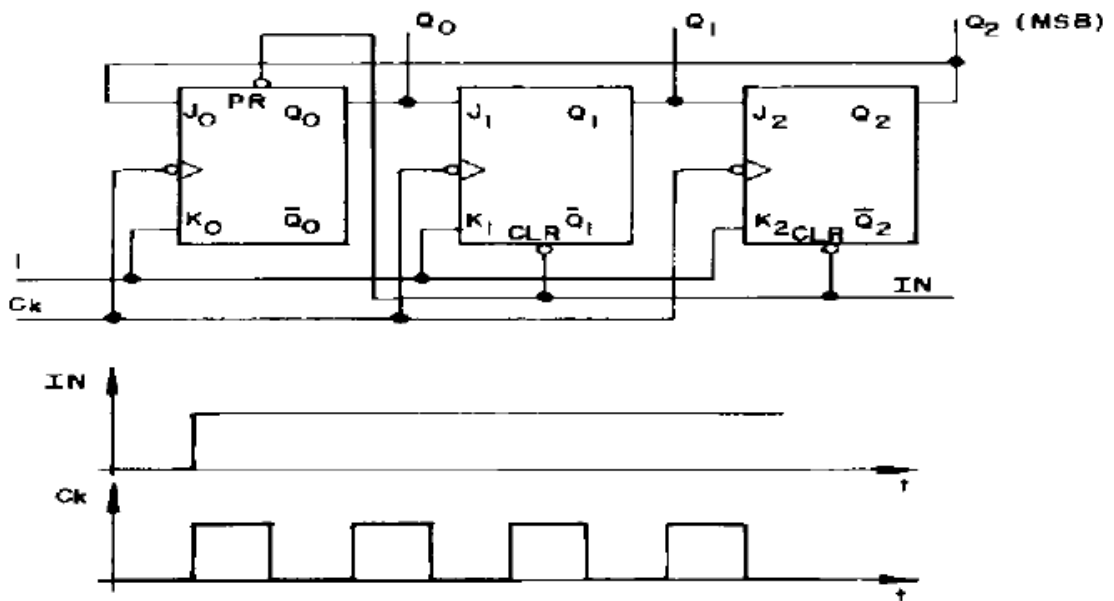 Q0 Q1 Q2 (MSB)
PR
J0 Q0 J1 Q1 J2 Q2
K0 Q̄0 K1 Q̄1 K2 Q̄2
CLR CLR
1
IN
Ck
IN
t
Ck
t